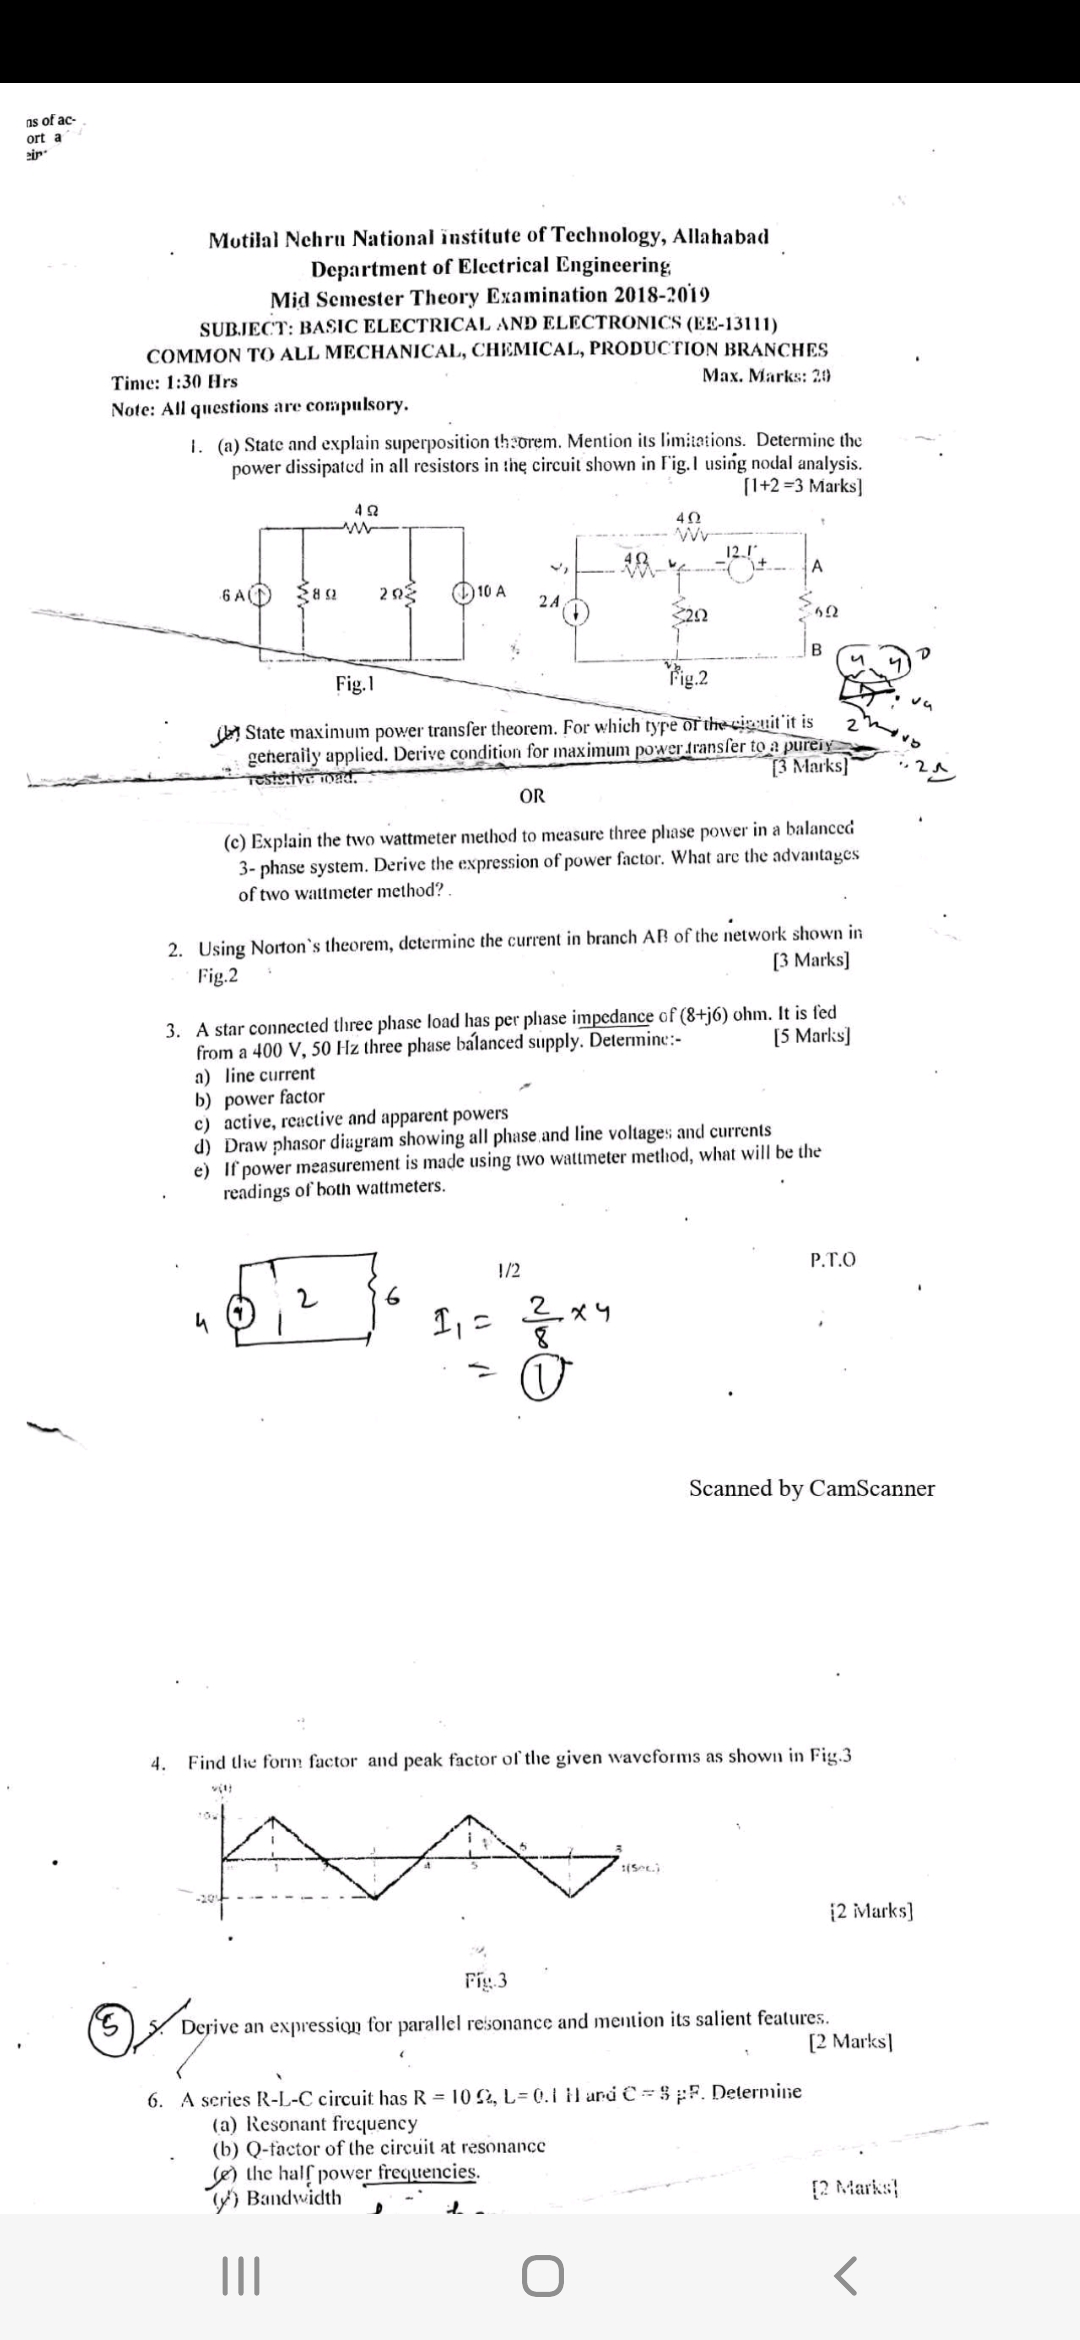 ns of ac-
ort a
Motilal Nehru National institute of Technology, Allahabad
Department of Electrical Engineering
Mid Semester Theory Examination 2018-2019
SUBJECT: BASIC ELECTRICAL AND ELECTRONICS (EE-13111)
COMMON TO ALL MECHANICAL, CHEMICAL, PRODUCTION BRANCHES
Time: 1:30 Hrs Max. Marks: 20
Note: All questions are compulsory.
1. (a) State and explain superposition theorem. Mention its limitations. Determine the
power dissipated in all resistors in the circuit shown in Fig.1 using nodal analysis.
[1+2=3 Marks]
4 Ω
6 A 8 Ω 2 Ω 10 A
Fig.1
4 Ω
4Ω 12 V A
2A 2Ω 6Ω
B
Fig.2
4 4
2
2
(b) State maximum power transfer theorem. For which type of the circuit it is
generally applied. Derive condition for maximum power transfer to a purely
resistive load. [3 Marks]
OR
(c) Explain the two wattmeter method to measure three phase power in a balanced
3- phase system. Derive the expression of power factor. What are the advantages
of two wattmeter method? .
2. Using Norton`s theorem, determine the current in branch AB of the network shown in
Fig.2 [3 Marks]
3. A star connected three phase load has per phase impedance of (8+j6) ohm. It is fed
from a 400 V, 50 Hz three phase balanced supply. Determine:- [5 Marks]
a) line current
b) power factor
c) active, reactive and apparent powers
d) Draw phasor diagram showing all phase and line voltages and currents
e) If power measurement is made using two wattmeter method, what will be the
readings of both wattmeters.
P.T.O
1/2
4 2 6
I₁ = 2/8 × 4
= 1
Scanned by CamScanner
4. Find the form factor and peak factor of the given waveforms as shown in Fig.3
v(t)
10
1 4 5 6
t(Sec.)
-20
[2 Marks]
Fig.3
5 5. Derive an expression for parallel resonance and mention its salient features.
[2 Marks]
6. A series R-L-C circuit has R = 10 Ω, L= 0.1 H and C = μF. Determine
(a) Resonant frequency
(b) Q-factor of the circuit at resonance
(c) the half power frequencies.
Bandwidth [2 Marks]